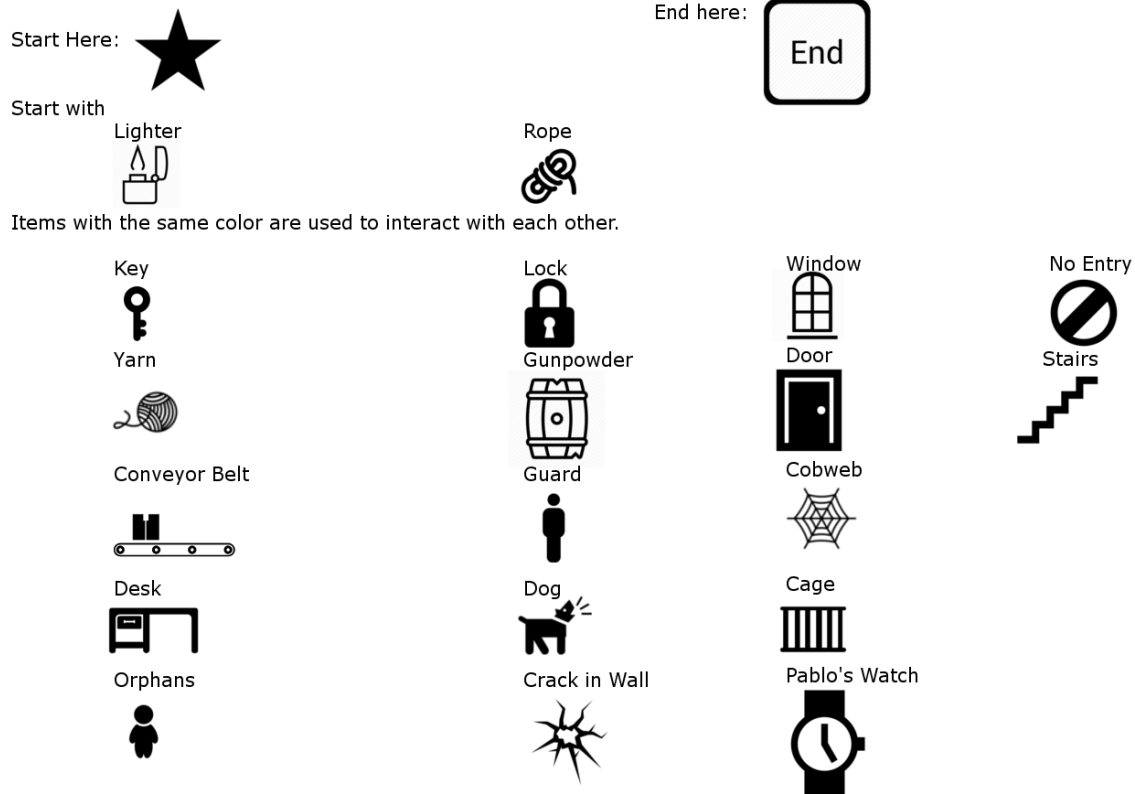 End here:
Start Here:
End
Start with
Lighter
Rope
Items with the same color are used to interact with each other.
Key
Lock
Window
No Entry
Yarn
Gunpowder
Door
Stairs
Conveyor Belt
Guard
Cobweb
Desk
Dog
Cage
Orphans
Crack in Wall
Pablo's Watch